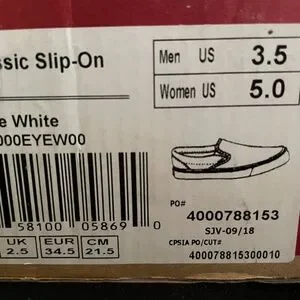 ssic Slip-On
e White
000EYEW00
Men US 3.5
Women US 5.0
58100 05869 0
UK EUR CM
2.5 34.5 21.5
PO#
4000788153
SJV-09/18
CPSIA PO/CUT#
400078815300010